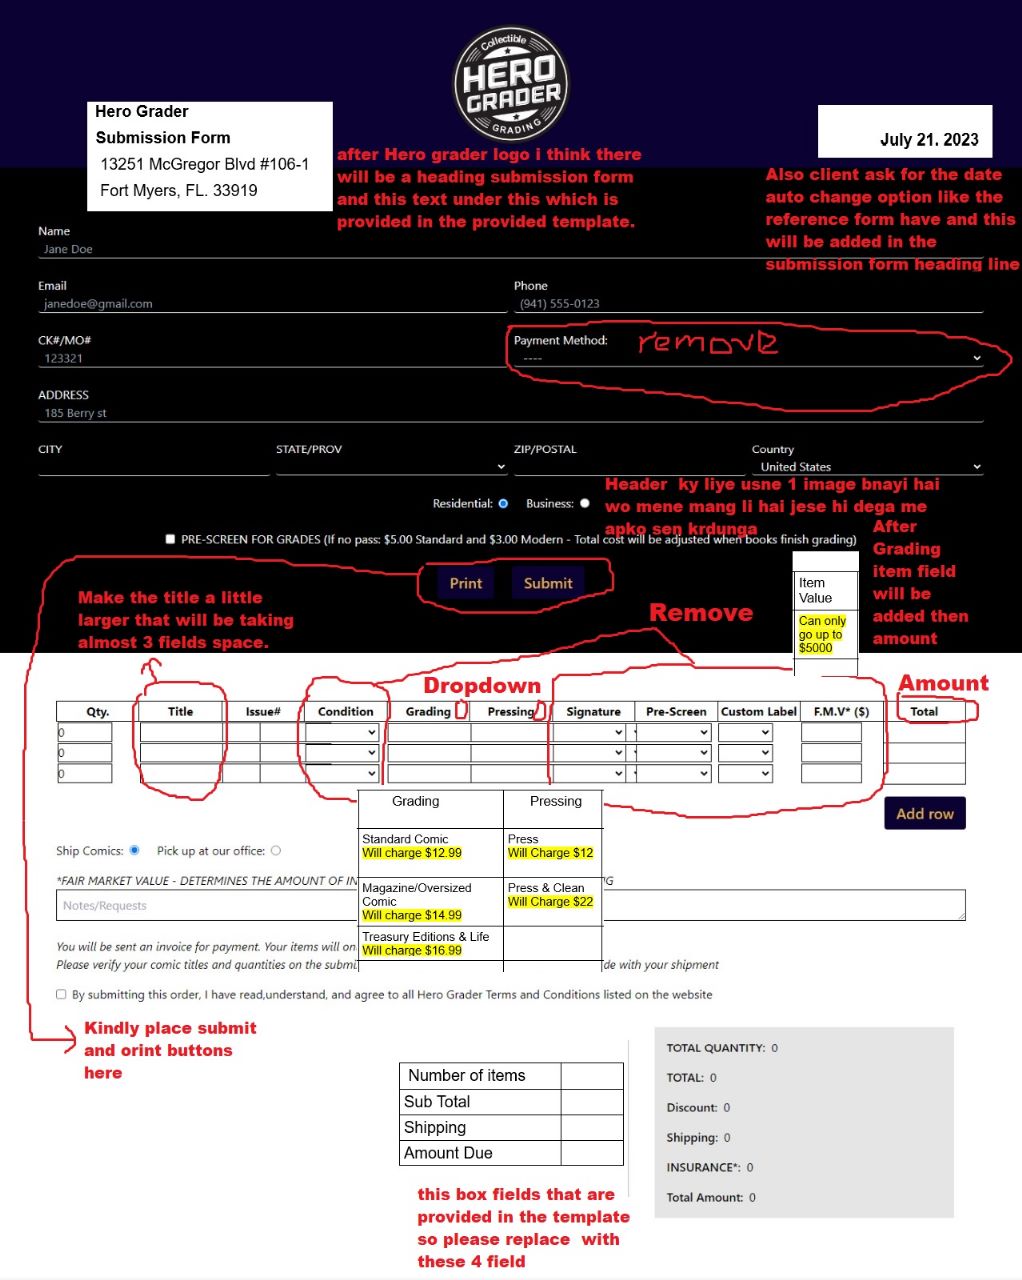 Collectible
HERO
GRADER
GRADING
Hero Grader
Submission Form
13251 McGregor Blvd #106-1
Fort Myers, FL. 33919
July 21. 2023
after Hero grader logo i think there
will be a heading submission form
and this text under this which is
provided in the provided template.
Also client ask for the date
auto change option like the
reference form have and this
will be added in the
submission form heading line
Name
Jane Doe
Email
janedoe@gmail.com
Phone
(941) 555-0123
CK#/MO#
123321
Payment Method:
----
remove
ADDRESS
185 Berry st
CITY
STATE/PROV
ZIP/POSTAL
Country
United States
Header ky liye usne 1 image bnayi hai
wo mene mang li hai jese hi dega me
apko sen krdunga
Residential:
Business:
PRE-SCREEN FOR GRADES (If no pass: $5.00 Standard and $3.00 Modern - Total cost will be adjusted when books finish grading)
After
Grading
item field
will be
added then
amount
Item
Value
Can only
go up to
$5000
Print
Submit
Make the title a little
larger that will be taking
almost 3 fields space.
Remove
Dropdown
Amount
Qty. Title Issue# Condition Grading Pressing Signature Pre-Screen Custom Label F.M.V* ($) Total
0
0
0
Add row
Grading Pressing
Standard Comic
Will charge $12.99
Press
Will Charge $12
Magazine/Oversized
Comic
Will charge $14.99
Press & Clean
Will Charge $22
Treasury Editions & Life
Will charge $16.99
Ship Comics:
Pick up at our office:
*FAIR MARKET VALUE - DETERMINES THE AMOUNT OF IN
Notes/Requests
You will be sent an invoice for payment. Your items will on
Please verify your comic titles and quantities on the submi
de with your shipment
By submitting this order, I have read,understand, and agree to all Hero Grader Terms and Conditions listed on the website
Kindly place submit
and orint buttons
here
Number of items
Sub Total
Shipping
Amount Due
TOTAL QUANTITY: 0
TOTAL: 0
Discount: 0
Shipping: 0
INSURANCE*: 0
Total Amount: 0
this box fields that are
provided in the template
so please replace with
these 4 field